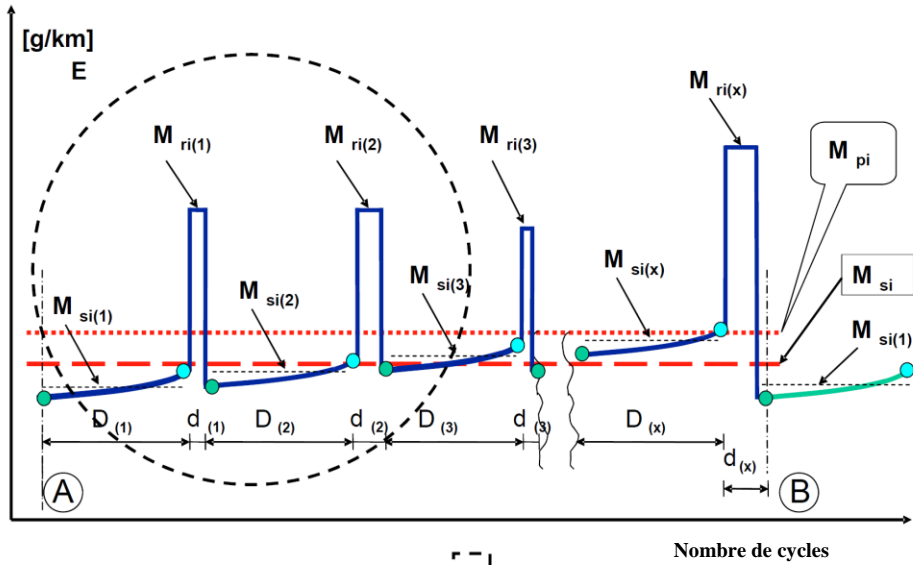 [g/km]
E
M ri(1)
M ri(2)
M ri(3)
M ri(x)
M pi
M si
M si(1)
M si(2)
M si(3)
M si(x)
M si(1)
D (1)
d (1)
D (2)
d (2)
D (3)
d (3)
D (x)
d (x)
A
B
Nombre de cycles